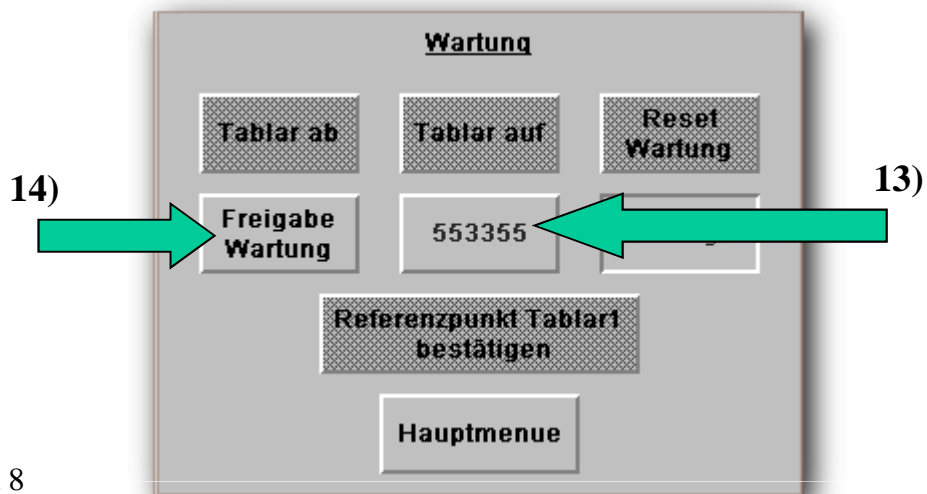 Wartung
Tablar ab
Tablar auf
Reset
Wartung
14)
13)
Freigabe
Wartung
553355
Referenzpunkt Tablar1
bestätigen
Hauptmenue
8